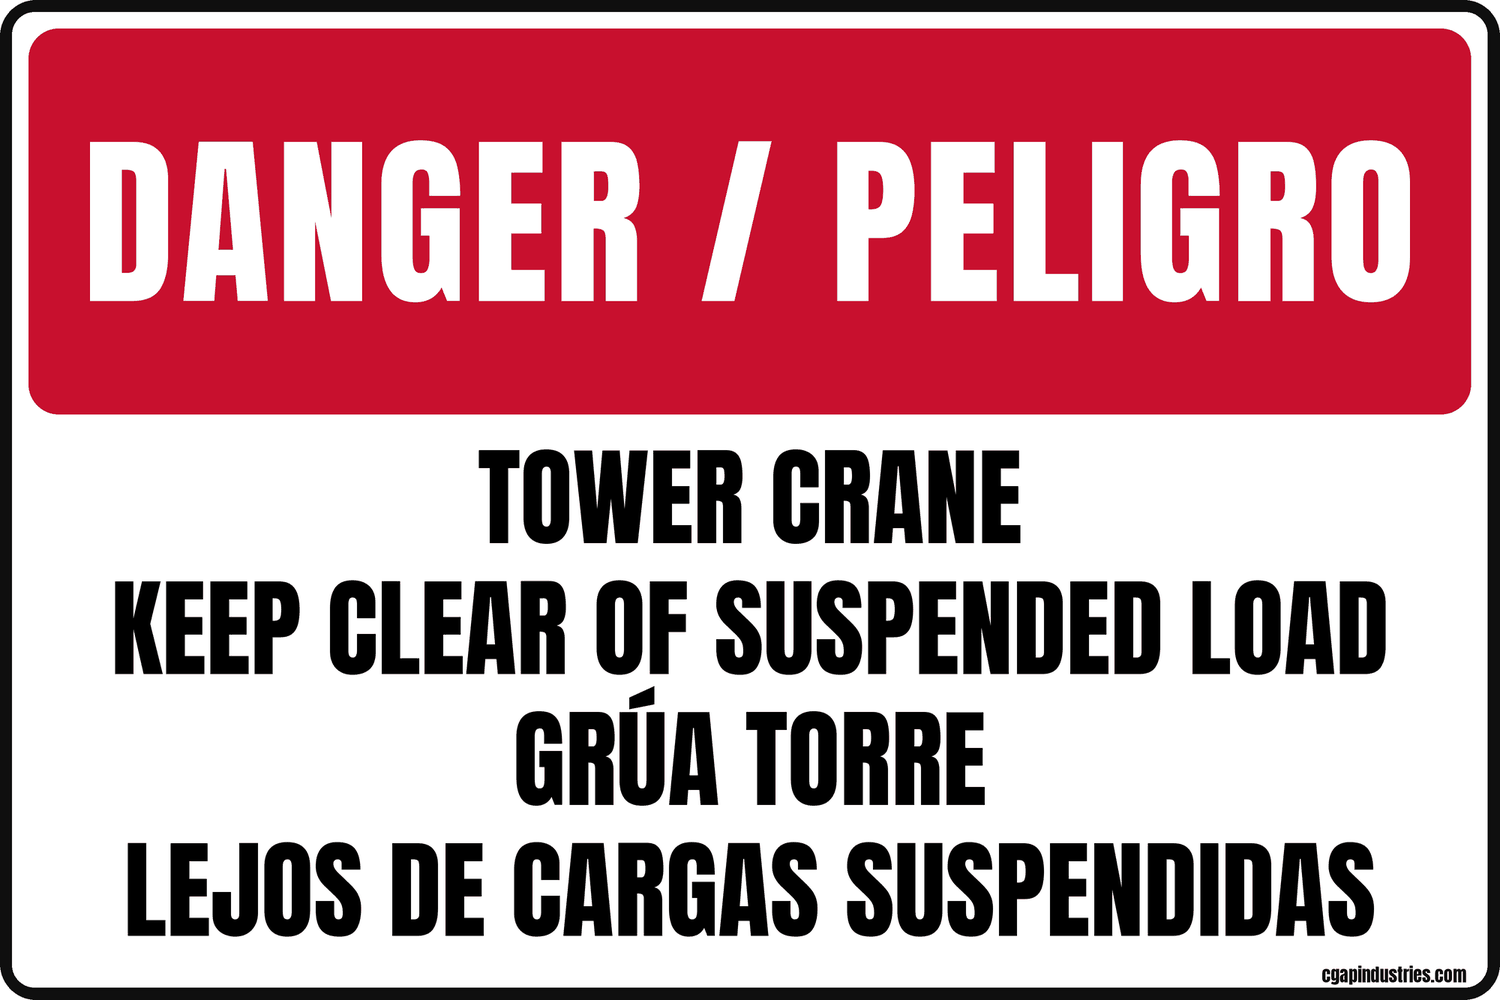 DANGER / PELIGRO
TOWER CRANE
KEEP CLEAR OF SUSPENDED LOAD
GRÚA TORRE
LEJOS DE CARGAS SUSPENDIDAS
cgapindustries.com